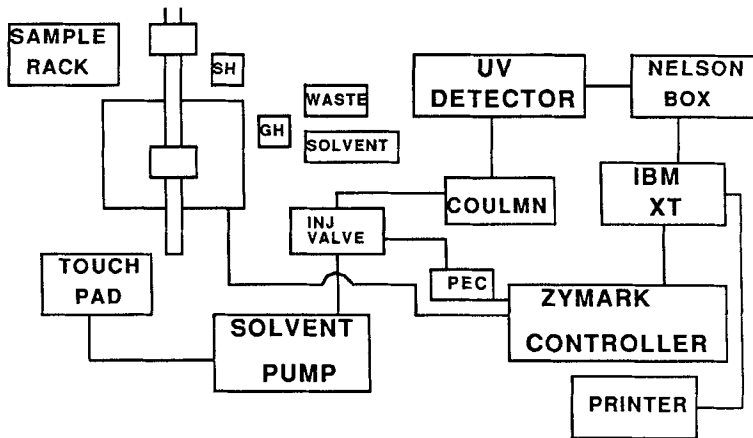 SAMPLE
RACK
SH
UV
DETECTOR
NELSON
BOX
WASTE
GH
SOLVENT
COULMN
IBM
XT
INJ
VALVE
TOUCH
PAD
PEC
ZYMARK
CONTROLLER
SOLVENT
PUMP
PRINTER